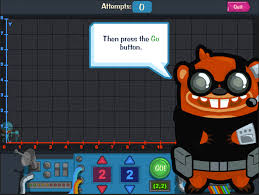 Attempts: 0
Quit
Y
Then press the Go
button.
2
2
GO!
(2,2)